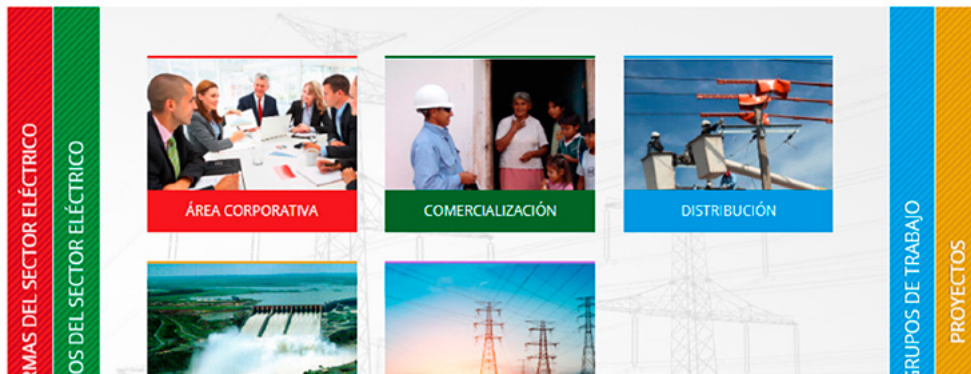 RMAS DEL SECTOR ELÉCTRICO
OS DEL SECTOR ELÉCTRICO
ÁREA CORPORATIVA
COMERCIALIZACIÓN
DISTRIBUCIÓN
GRUPOS DE TRABAJO
PROYECTOS